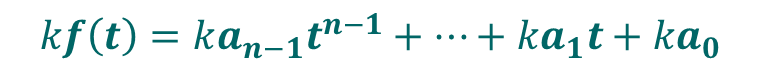 kf(t) = ka_{n-1}t^{n-1} + ⋯ + ka_1t + ka_0